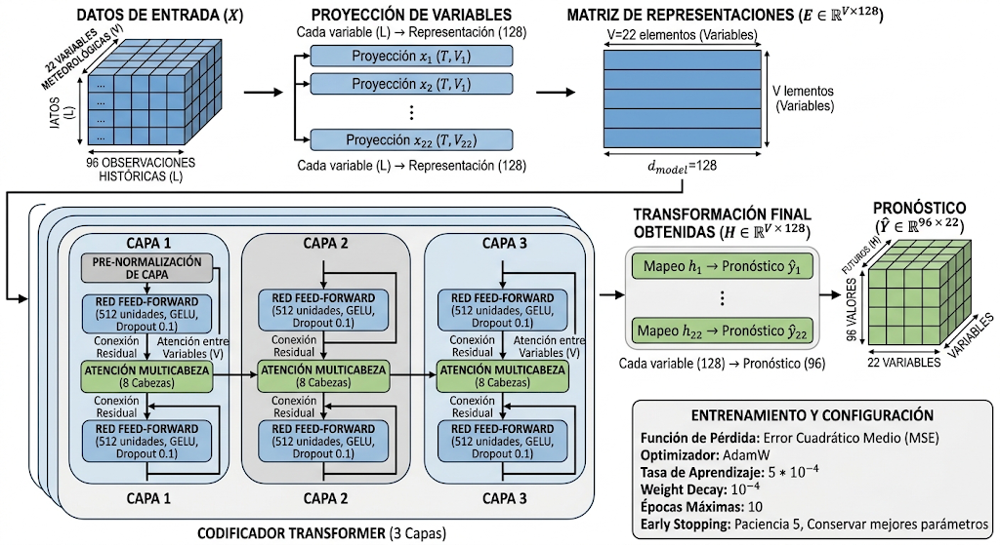 DATOS DE ENTRADA (X)
22 VARIABLES
METEOROLÓGICAS (V)
IATOS
(L)
...
...
...
...
96 OBSERVACIONES
HISTÓRICAS (L)
PROYECCIÓN DE VARIABLES
Cada variable (L) → Representación (128)
Proyección x₁ (T, V₁)
Proyección x₂ (T, V₁)
⋮
Proyección x₂₂ (T, V₂₂)
Cada variable (L) → Representación (128)
MATRIZ DE REPRESENTACIONES (E ∈ ℝ^{V×128})
V=22 elementos (Variables)
V lementos
(Variables)
d_{model}=128
CAPA 1
PRE-NORMALIZACIÓN
DE CAPA
RED FEED-FORWARD
(512 unidades, GELU,
Dropout 0.1)
Conexión
Residual
Atención entre
Variables (V)
ATENCIÓN MULTICABEZA
(8 Cabezas)
Conexión
Residual
RED FEED-FORWARD
(512 unidades, GELU,
Dropout 0.1)
CAPA 1
CAPA 2
RED FEED-FORWARD
(512 unidades, GELU,
Dropout 0.1)
Conexión
Residual
ATENCIÓN MULTICABEZA
(8 Cabezas)
Conexión
Residual
RED FEED-FORWARD
(512 unidades, GELU,
Dropout 0.1)
CAPA 2
CAPA 3
RED FEED-FORWARD
(512 unidades, GELU,
Dropout 0.1)
Conexión
Residual
Atención entre
Variables (V)
ATENCIÓN MULTICABEZA
(8 Cabezas)
Conexión
Residual
RED FEED-FORWARD
(512 unidades, GELU,
Dropout 0.1)
CAPA 3
CODIFICADOR TRANSFORMER (3 Capas)
TRANSFORMACIÓN FINAL
OBTENIDAS (H ∈ ℝ^{V×128})
Mapeo h₁ → Pronóstico ŷ₁
⋮
Mapeo h₂₂ → Pronóstico ŷ₂₂
Cada variable (128) → Pronóstico (96)
PRONÓSTICO
(Ŷ ∈ ℝ^{96×22})
FUTUROS (H)
96 VALORES
22 VARIABLES
VARIABLES
ENTRENAMIENTO Y CONFIGURACIÓN
Función de Pérdida: Error Cuadrático Medio (MSE)
Optimizador: AdamW
Tasa de Aprendizaje: 5 * 10⁻⁴
Weight Decay: 10⁻⁴
Épocas Máximas: 10
Early Stopping: Paciencia 5, Conservar mejores parámetros